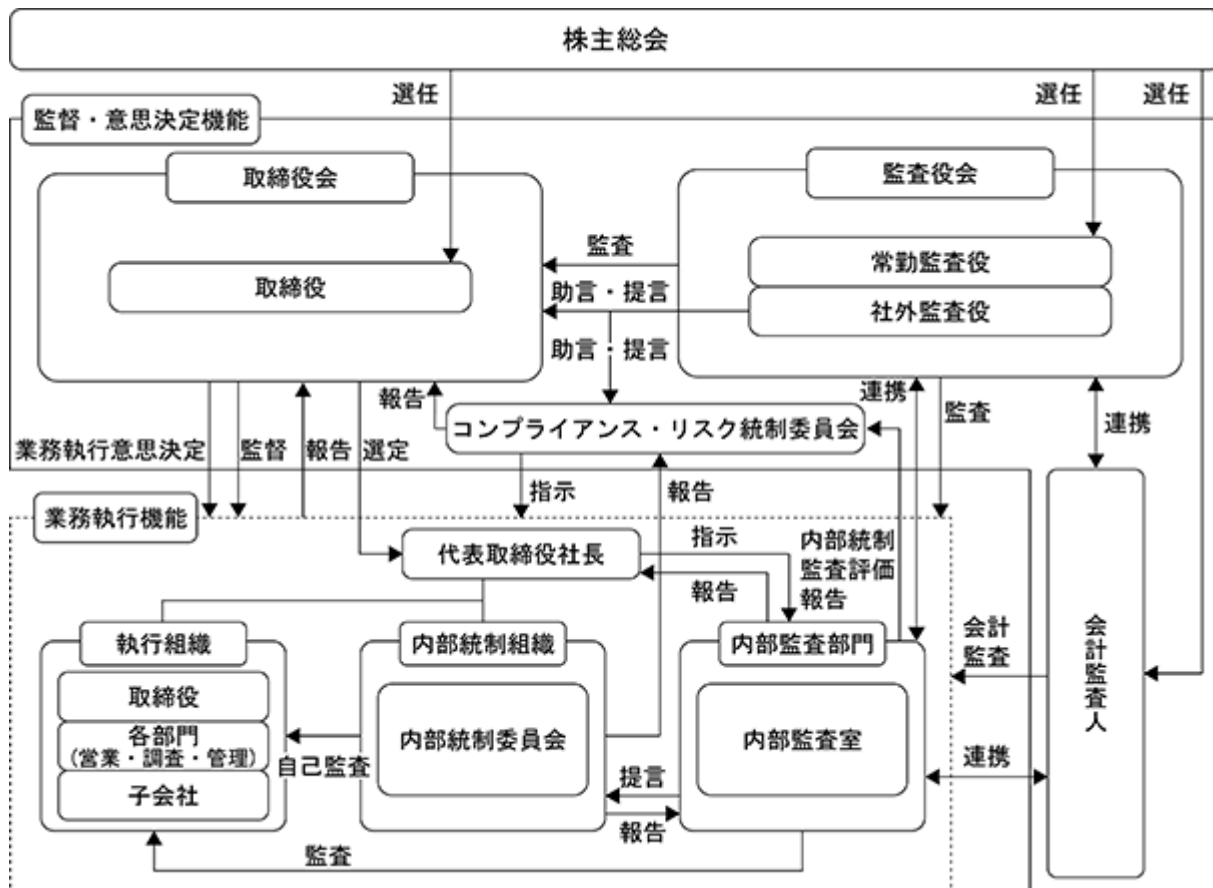 株主総会
選任
選任
選任
監督・意思決定機能
取締役会
監査役会
取締役
監査
常勤監査役
助言・提言
社外監査役
助言・提言
報告
連携
監査
連携
コンプライアンス・リスク統制委員会
業務執行意思決定
監督
報告
選定
指示
報告
業務執行機能
代表取締役社長
指示
報告
内部統制
監査評価
報告
執行組織
内部統制組織
内部監査部門
会計
監査
会計監査人
取締役
各部門
(営業・調査・管理)
子会社
自己監査
内部統制委員会
内部監査室
提言
報告
連携
監査